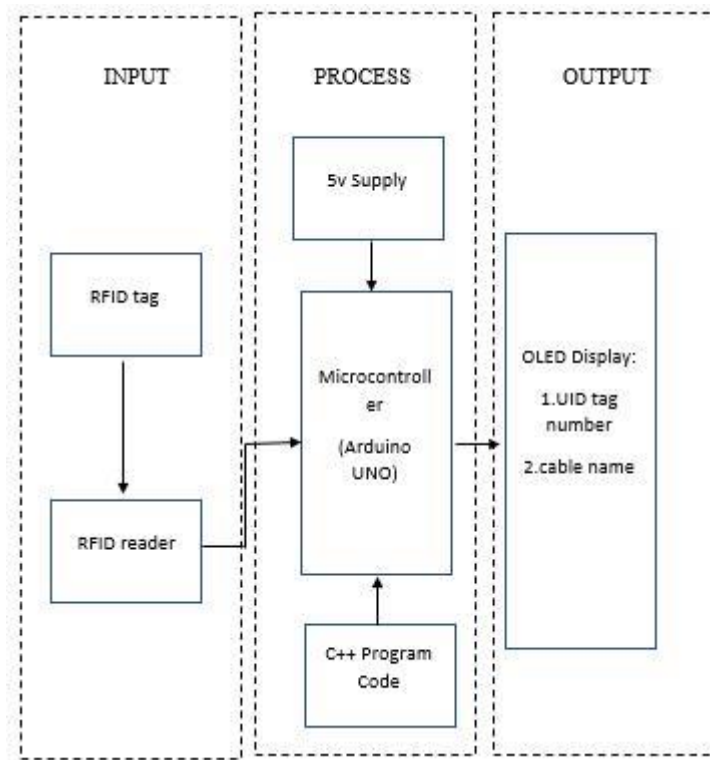 INPUT
PROCESS
OUTPUT
5v Supply
RFID tag
Microcontroll
er
(Arduino
UNO)
OLED Display:
1.UID tag
number
2.cable name
RFID reader
C++ Program
Code